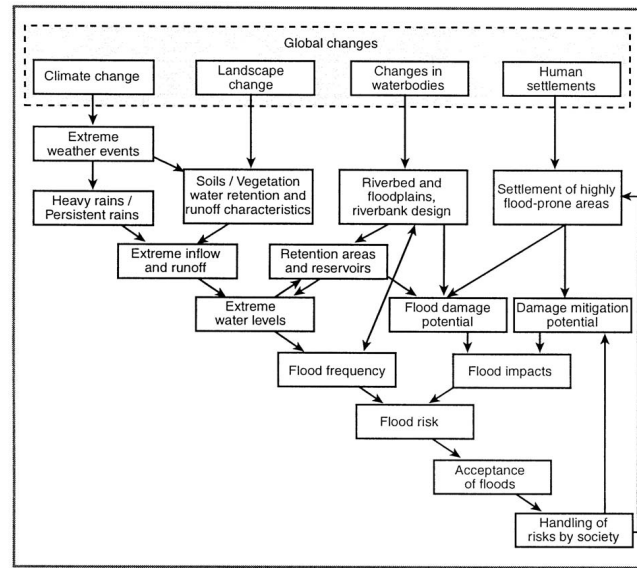 Global changes
Climate change
Landscape
change
Changes in
waterbodies
Human
settlements
Extreme
weather events
Heavy rains /
Persistent rains
Soils / Vegetation
water retention and
runoff characteristics
Riverbed and
floodplains,
riverbank design
Settlement of highly
flood-prone areas
Extreme inflow
and runoff
Retention areas
and reservoirs
Extreme
water levels
Flood damage
potential
Damage mitigation
potential
Flood frequency
Flood impacts
Flood risk
Acceptance
of floods
Handling of
risks by society